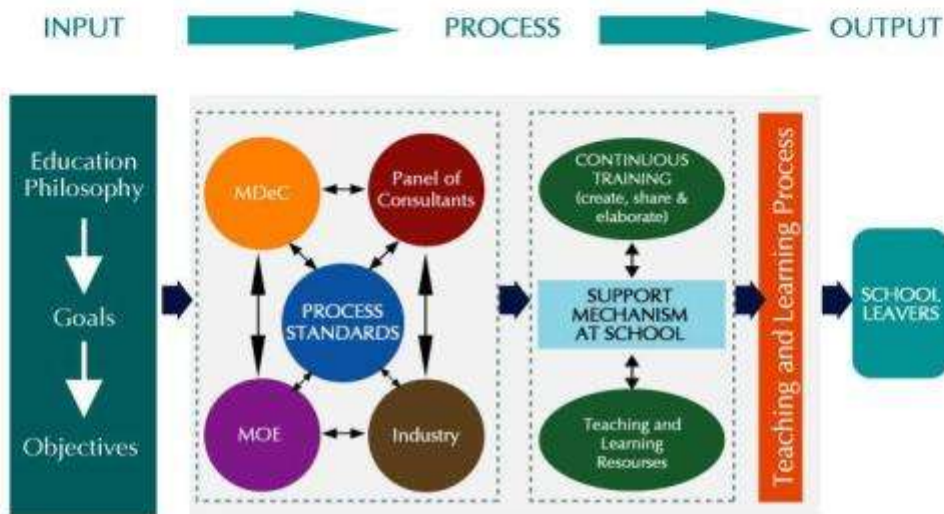 INPUT
PROCESS
OUTPUT
Education
Philosophy
Goals
Objectives
MDeC
Panel of
Consultants
PROCESS
STANDARDS
MOE
Industry
CONTINUOUS
TRAINING
(create, share &
elaborate)
SUPPORT
MECHANISM
AT SCHOOL
Teaching and
Learning
Resourses
Teaching and Learning Process
SCHOOL
LEAVERS